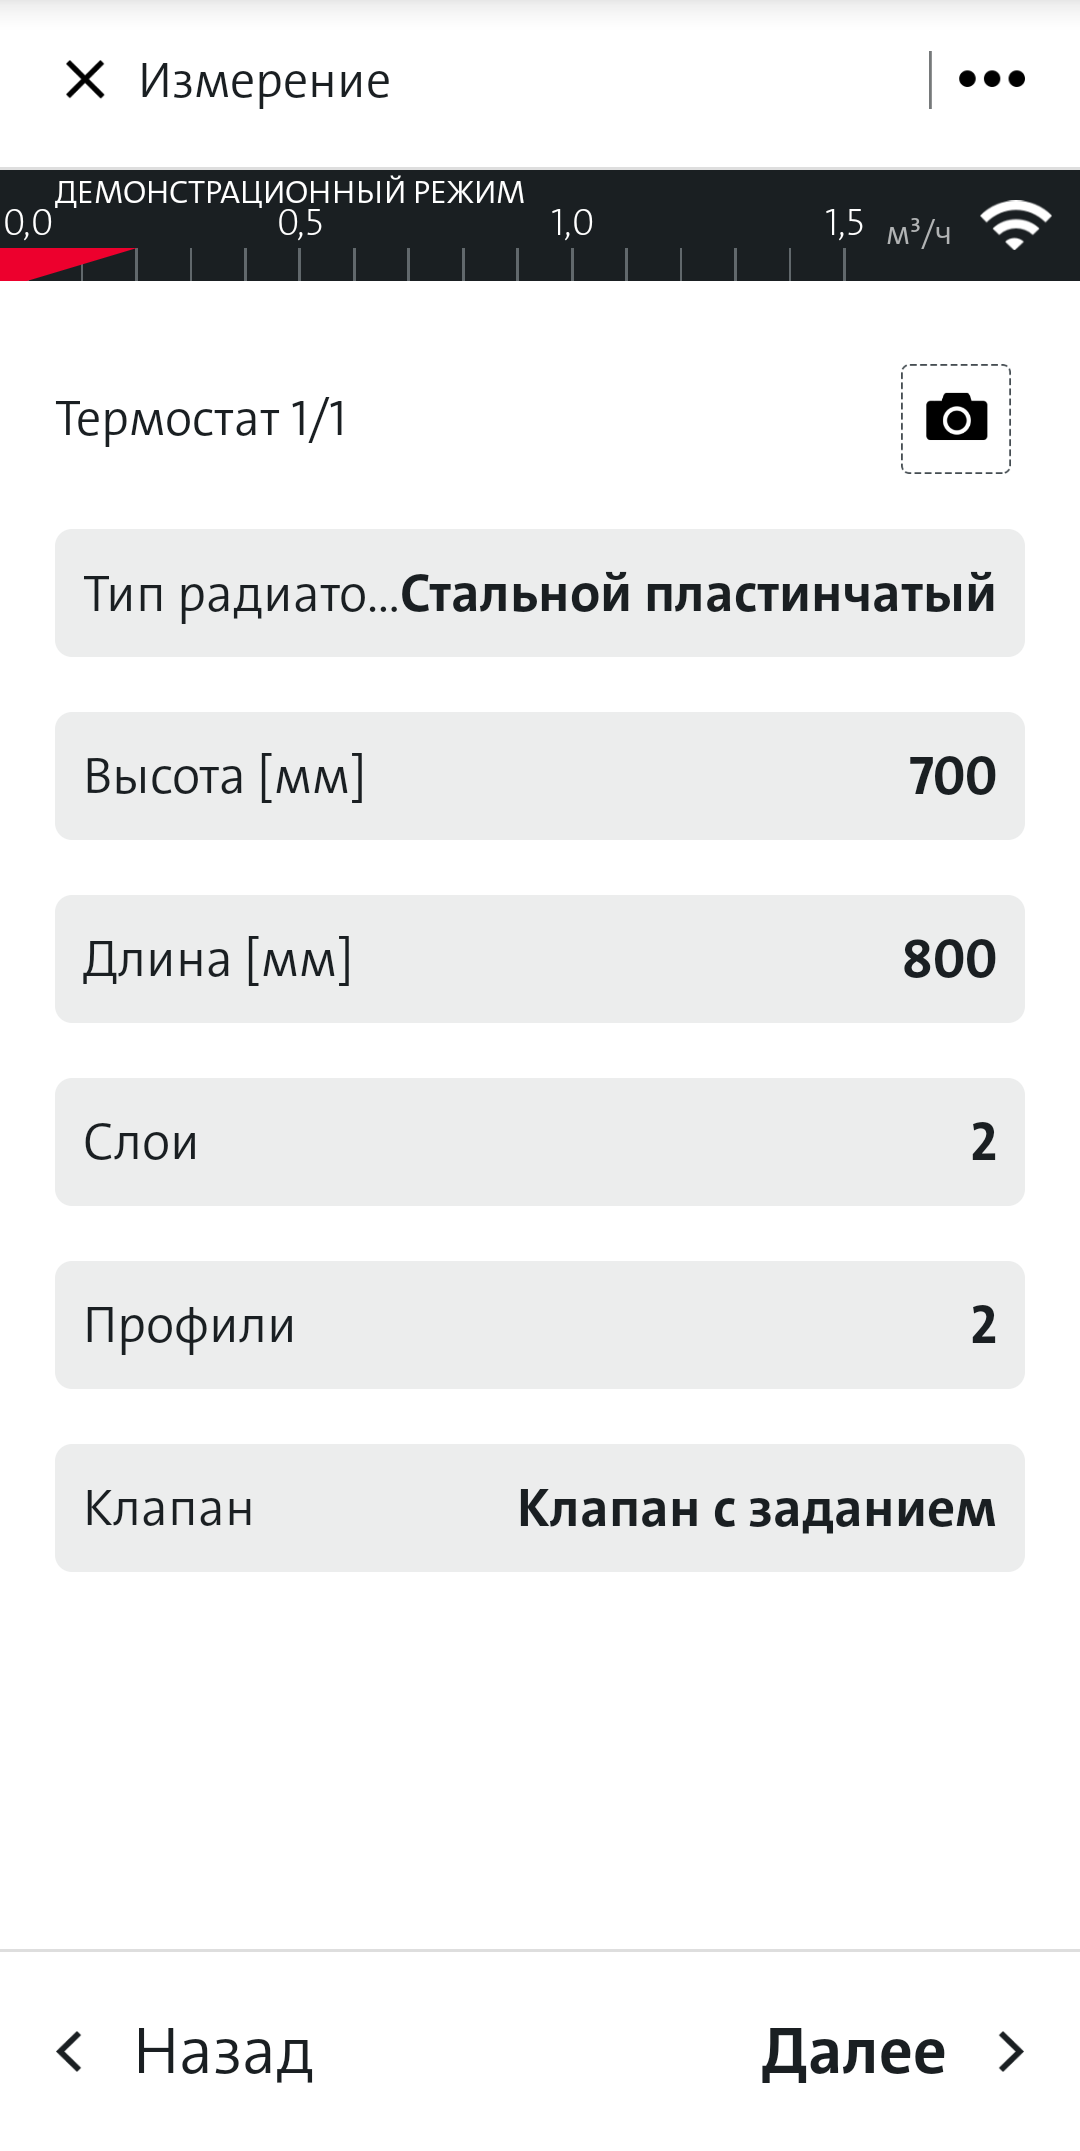 Измерение
ДЕМОНСТРАЦИОННЫЙ РЕЖИМ
0,0 0,5 1,0 1,5 м³/ч
Термостат 1/1
Тип радиато...Стальной пластинчатый
Высота [мм] 700
Длина [мм] 800
Слои 2
Профили 2
Клапан Клапан с заданием
Назад Далее